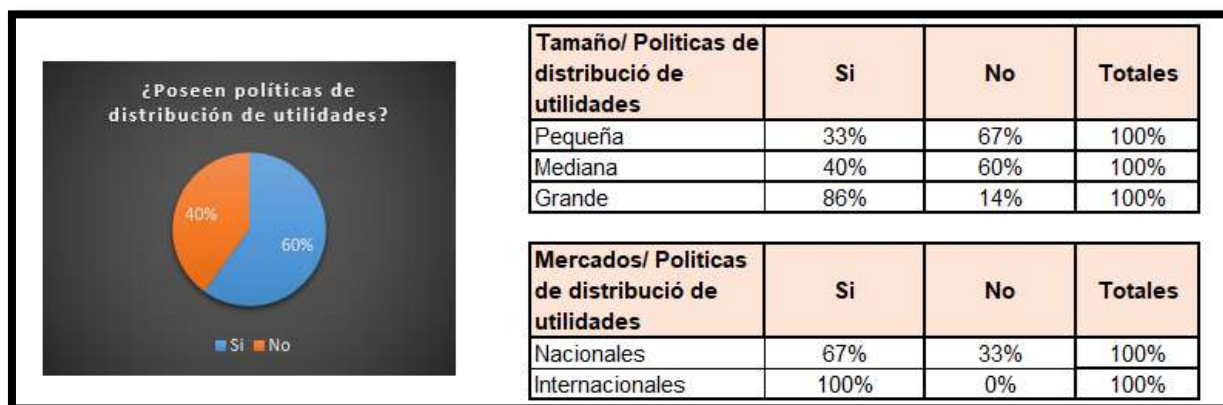 ¿Poseen políticas de
distribución de utilidades?
40%
60%
Si No
Tamaño/ Politicas de
distribució de
utilidades
Si No Totales
Pequeña 33% 67% 100%
Mediana 40% 60% 100%
Grande 86% 14% 100%
Mercados/ Politicas
de distribució de
utilidades
Si No Totales
Nacionales 67% 33% 100%
Internacionales 100% 0% 100%